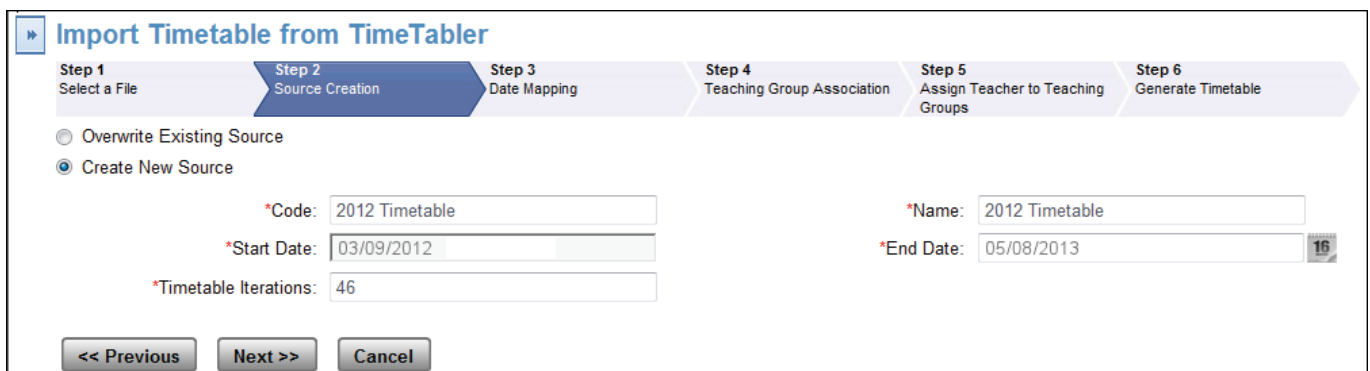 Import Timetable from TimeTabler
Step 1 Step 2 Step 3 Step 4 Step 5 Step 6
Select a File Source Creation Date Mapping Teaching Group Association Assign Teacher to Teaching Generate Timetable
Groups
Overwrite Existing Source
Create New Source
*Code: 2012 Timetable *Name: 2012 Timetable
*Start Date: 03/09/2012 *End Date: 05/08/2013 16
*Timetable Iterations: 46
<< Previous Next >> Cancel